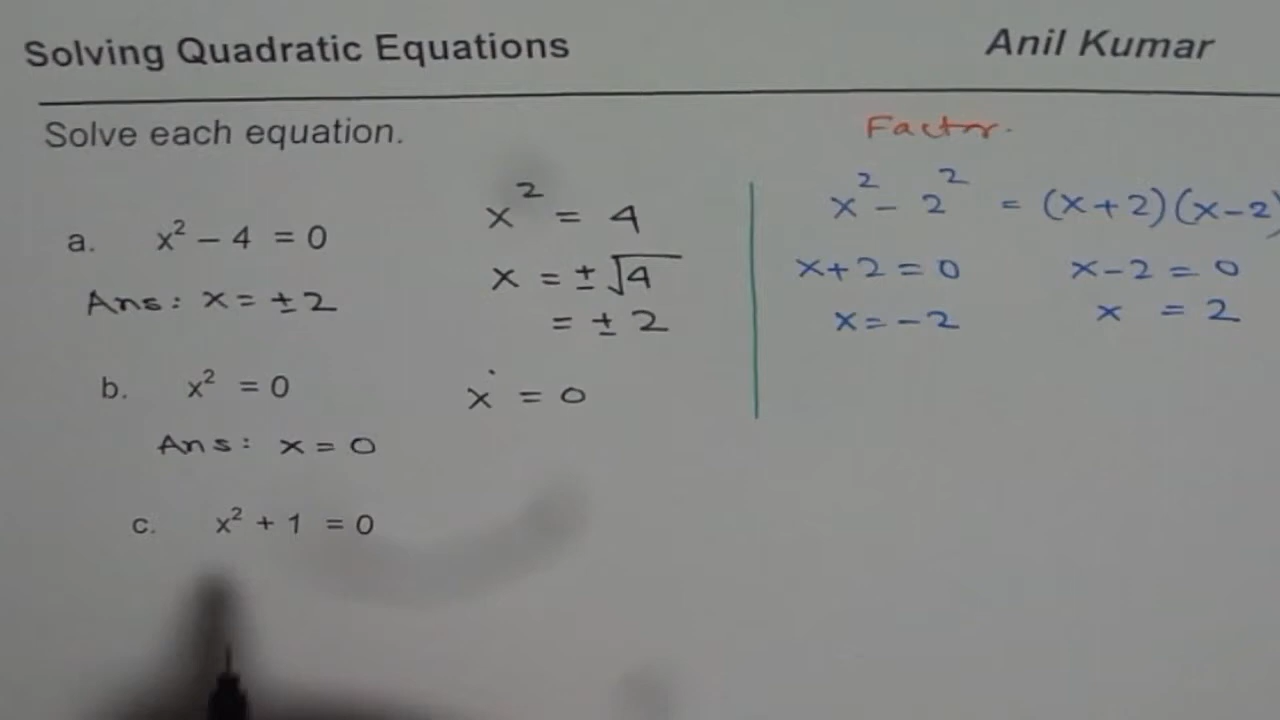 Solving Quadratic Equations
Anil Kumar
Solve each equation.
a. x² – 4 = 0
Ans: x = ±2
x² = 4
x = ±√4
= ±2
b. x² = 0
Ans: x = 0
x = 0
c. x² + 1 = 0
Factor.
x² – 2² = (x+2)(x–2)
x+2 = 0
x = –2
x–2 = 0
x = 2